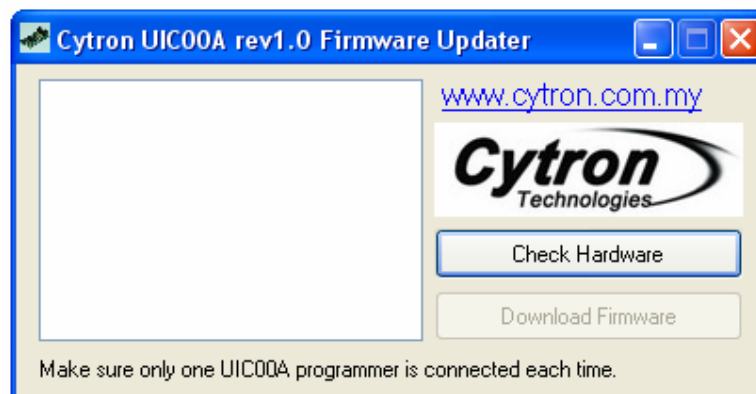 Cytron UIC00A rev1.0 Firmware Updater
www.cytron.com.my
Cytron
Technologies
Check Hardware
Download Firmware
Make sure only one UIC00A programmer is connected each time.